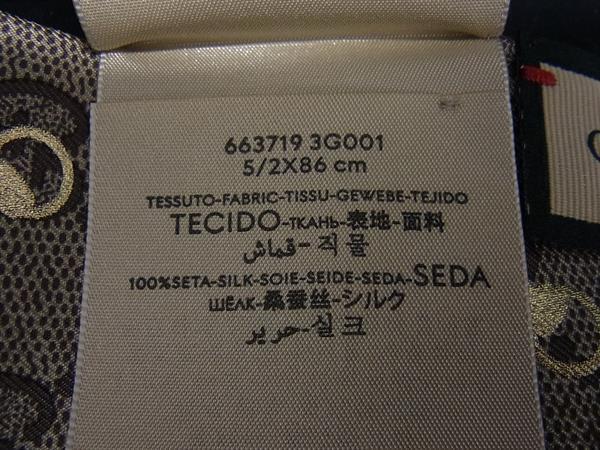 663719 3G001
5/2X86 cm
TESSUTO-FABRIC-TISSU-GEWEBE-TEJIDO
TECIDO-ТКАНЬ-表地-面料
قماش-직물
100%SETA-SILK-SOIE-SEIDE-SEDA-SEDA
ШЁЛК-桑蚕丝-シルク
حرير-실크